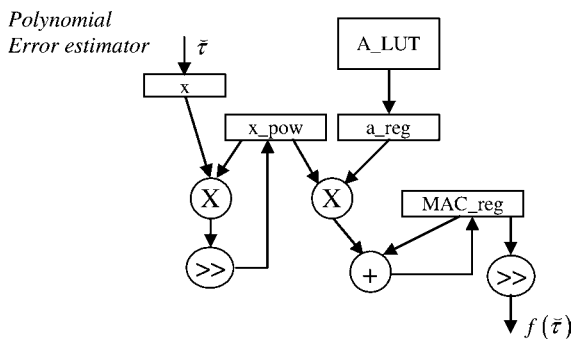 Polynomial
Error estimator
τ̆
A_LUT
x
x_pow
a_reg
X
X
MAC_reg
>>
+
>>
f(τ̆)